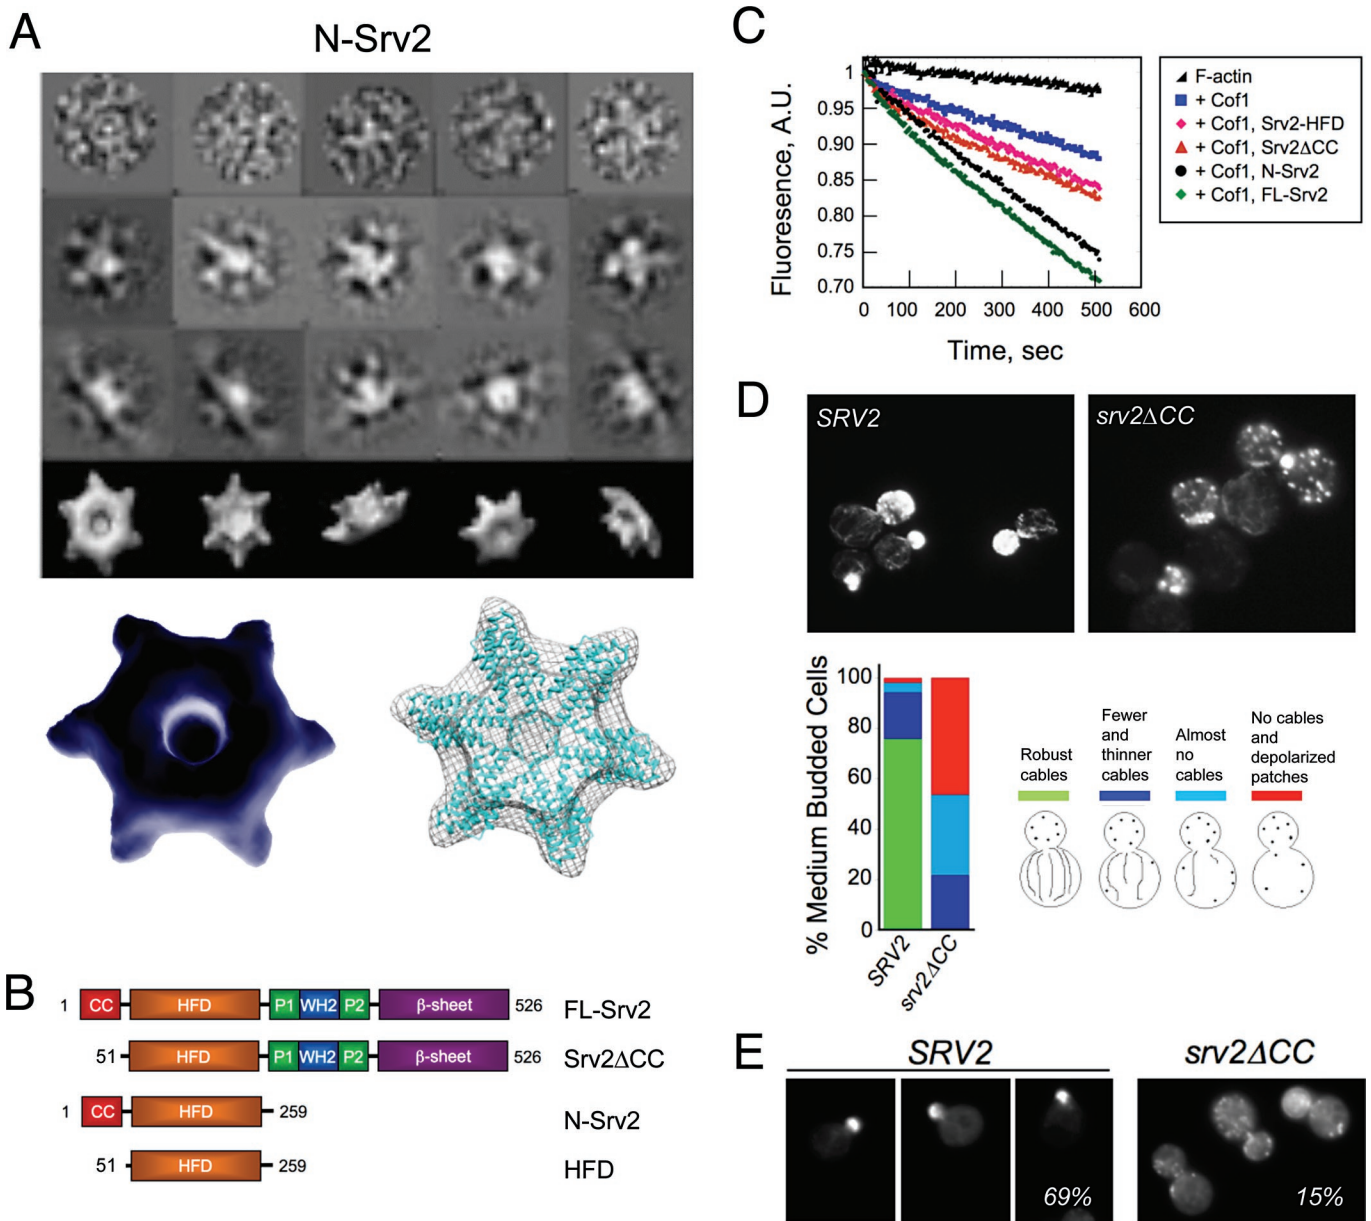 A
N-Srv2
B
1 CC HFD P1 WH2 P2 β-sheet 526 FL-Srv2
51 HFD P1 WH2 P2 β-sheet 526 Srv2ΔCC
1 CC HFD 259 N-Srv2
51 HFD 259 HFD
C
Fluoresence, A.U.
1
0.95
0.90
0.85
0.80
0.75
0.70
0 100 200 300 400 500 600
Time, sec
F-actin
+ Cof1
+ Cof1, Srv2-HFD
+ Cof1, Srv2ΔCC
+ Cof1, N-Srv2
+ Cof1, FL-Srv2
D
SRV2
srv2ΔCC
% Medium Budded Cells
100
80
60
40
20
0
SRV2
srv2ΔCC
Robust
cables
Fewer
and
thinner
cables
Almost
no
cables
No cables
and
depolarized
patches
E
SRV2
srv2ΔCC
69%
15%